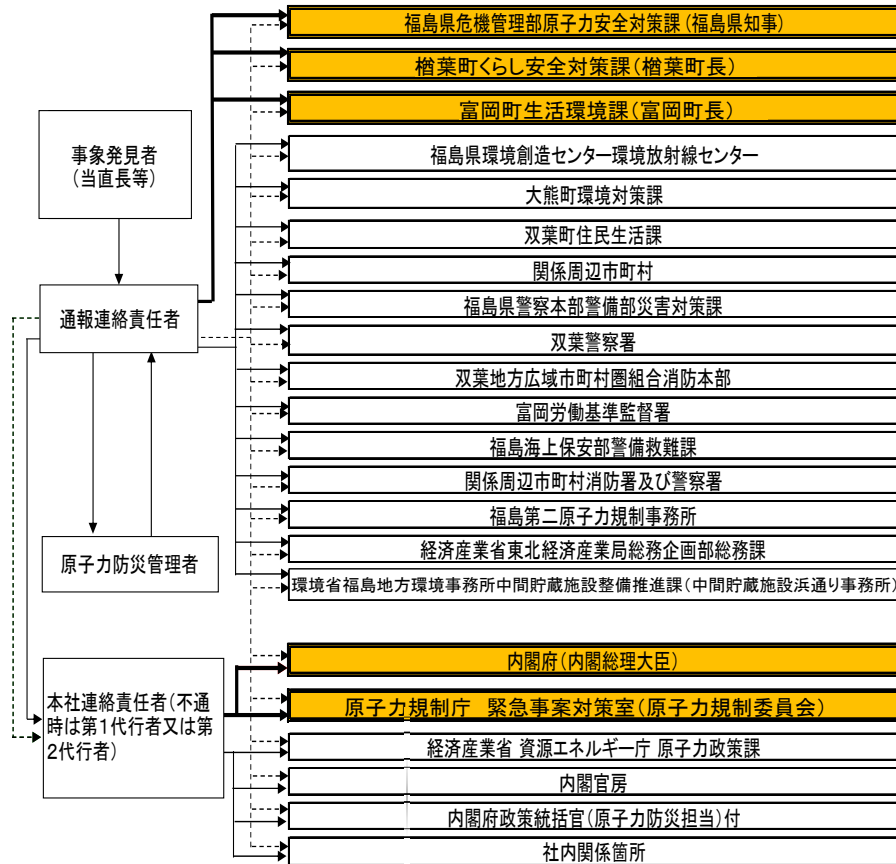 福島県危機管理部原子力安全対策課(福島県知事)
楢葉町くらし安全対策課(楢葉町長)
富岡町生活環境課(富岡町長)
事象発見者
(当直長等)
福島県環境創造センター環境放射線センター
大熊町環境対策課
双葉町住民生活課
関係周辺市町村
通報連絡責任者
福島県警察本部警備部災害対策課
双葉警察署
双葉地方広域市町村圏組合消防本部
富岡労働基準監督署
福島海上保安部警備救難課
関係周辺市町村消防署及び警察署
福島第二原子力規制事務所
原子力防災管理者
経済産業省東北経済産業局総務企画部総務課
環境省福島地方環境事務所中間貯蔵施設整備推進課(中間貯蔵施設浜通り事務所)
内閣府(内閣総理大臣)
本社連絡責任者(不通
時は第1代行者又は第
2代行者)
原子力規制庁 緊急事案対策室(原子力規制委員会)
経済産業省 資源エネルギー庁 原子力政策課
内閣官房
内閣府政策統括官(原子力防災担当)付
社内関係箇所